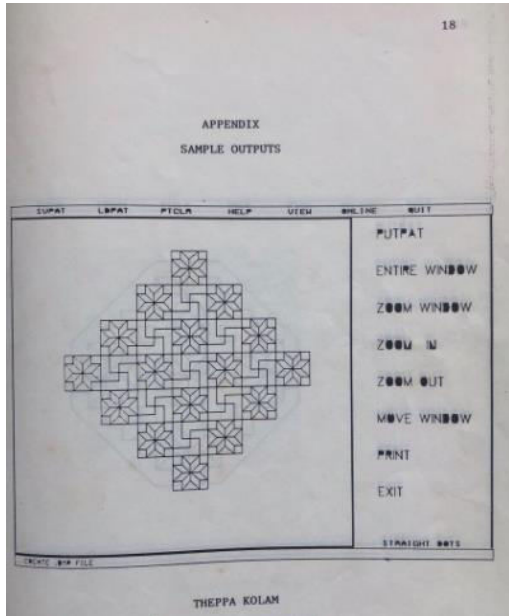 18
APPENDIX
SAMPLE OUTPUTS
SVPAT LDPAT PTCLR HELP VIEW ONLINE QUIT
PUTPAT
ENTIRE WINDOW
ZOOM WINDOW
ZOOM IN
ZOOM OUT
MOVE WINDOW
PRINT
EXIT
STRAIGHT DOTS
CREATE .BMP FILE
THEPPA KOLAM